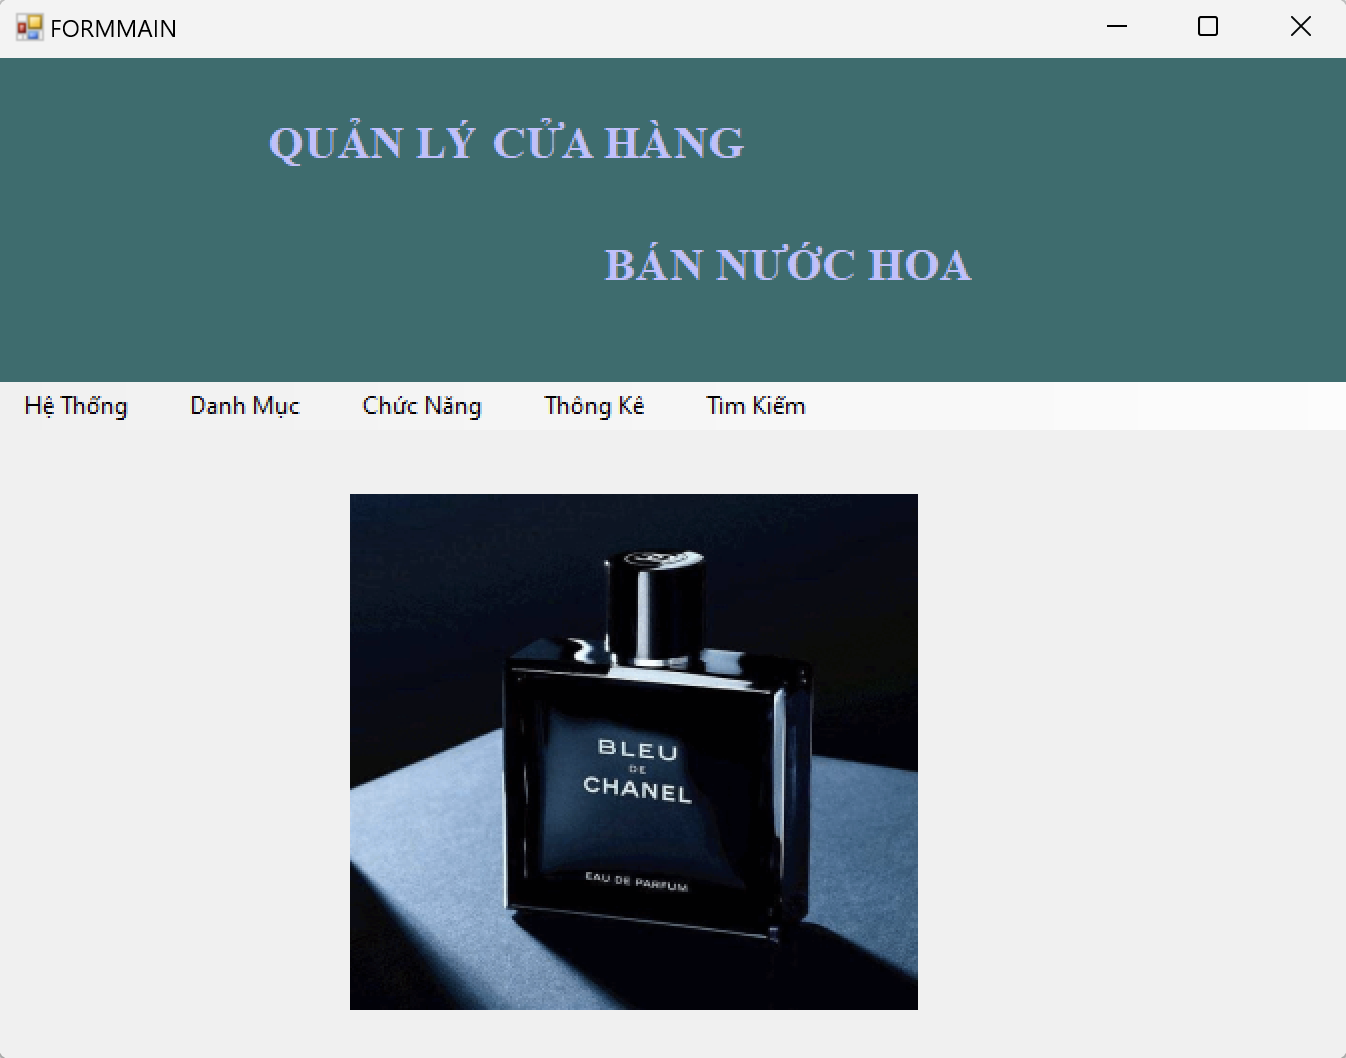 FORMMAIN
QUẢN LÝ CỬA HÀNG
BÁN NƯỚC HOA
Hệ Thống Danh Mục Chức Năng Thông Kê Tìm Kiếm
BLEU
DE
CHANEL
EAU DE PARFUM